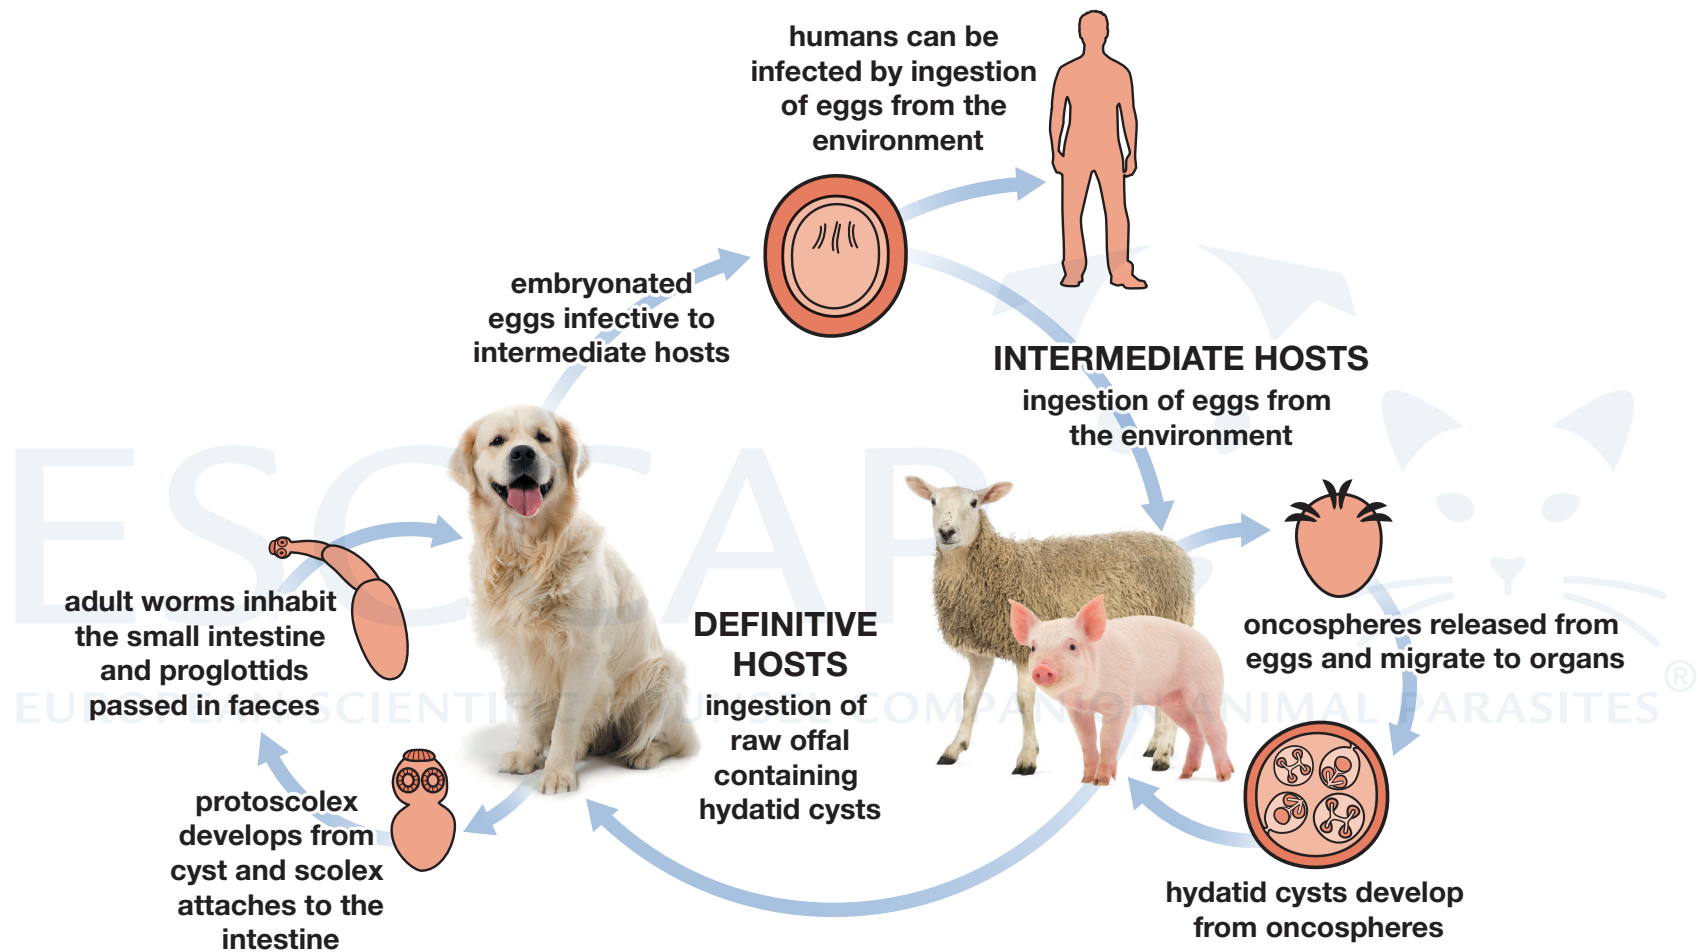 humans can be
infected by ingestion
of eggs from the
environment
embryonated
eggs infective to
intermediate hosts
INTERMEDIATE HOSTS
ingestion of eggs from
the environment
ESCCAP
adult worms inhabit
the small intestine
and proglottids
passed in faeces
DEFINITIVE
HOSTS
ingestion of
raw offal
containing
hydatid cysts
oncospheres released from
eggs and migrate to organs
EUROPEAN SCIENTIFIC COUNSEL COMPANION ANIMAL PARASITES ®
protoscolex
develops from
cyst and scolex
attaches to the
intestine
hydatid cysts develop
from oncospheres